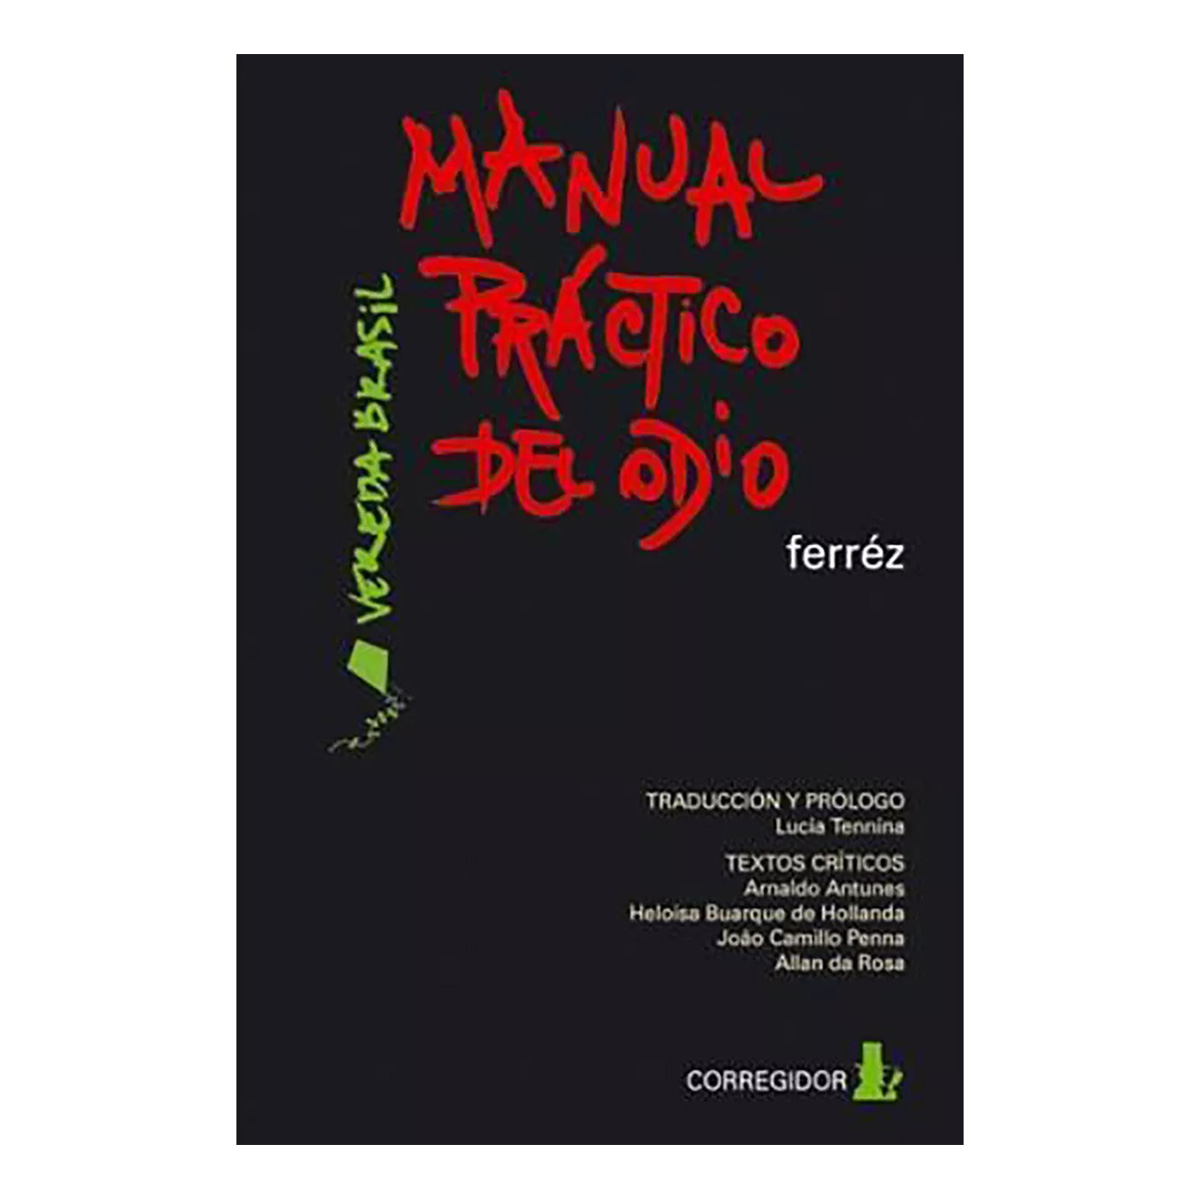 MANUAL
PRÁCTICO
DEL ODIO
ferréz
VEREDA BRASIL
TRADUCCIÓN Y PRÓLOGO
Lucía Tennina
TEXTOS CRÍTICOS
Arnaldo Antunes
Heloísa Buarque de Hollanda
João Camillo Penna
Allan da Rosa
CORREGIDOR